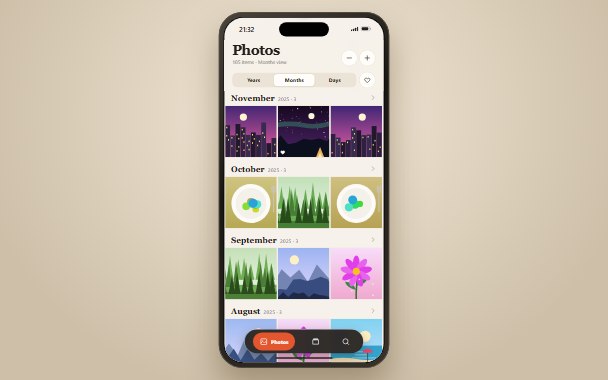 21:32
Photos
165 items · Months view
Years Months Days
November 2025 · 3
October 2025 · 3
September 2025 · 3
August 2025 · 3
Photos